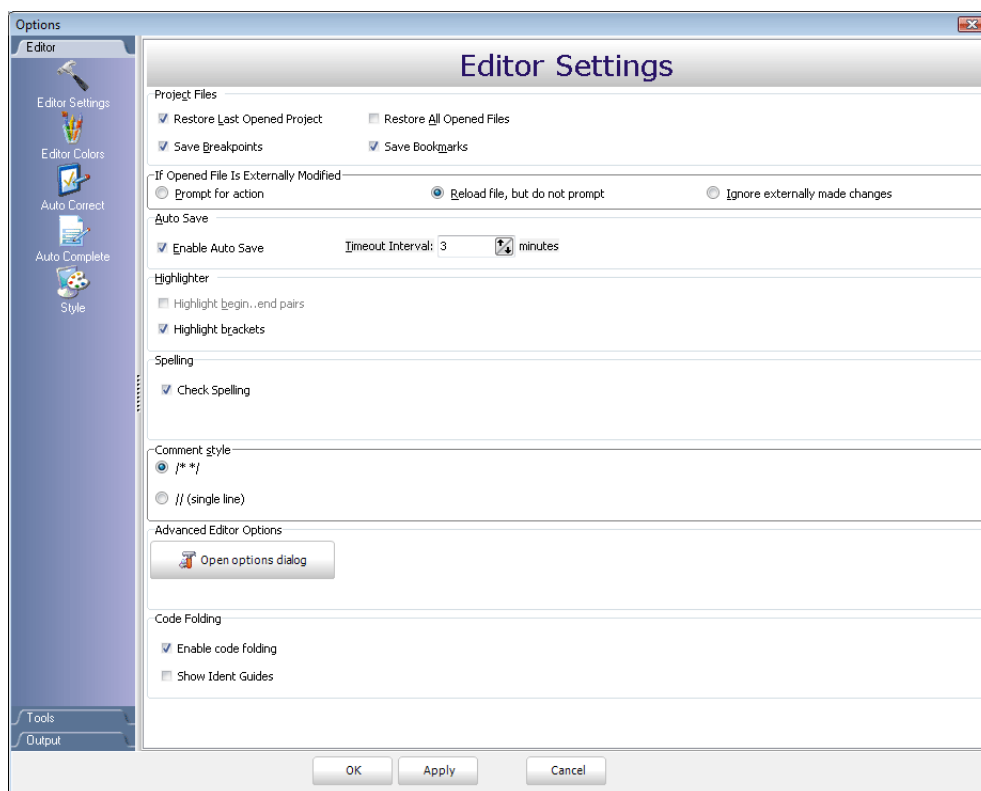 Options
Editor
Editor Settings
Editor Colors
Auto Correct
Auto Complete
Style
Tools
Output
Editor Settings
Project Files
Restore Last Opened Project Restore All Opened Files
Save Breakpoints Save Bookmarks
If Opened File Is Externally Modified
Prompt for action Reload file, but do not prompt Ignore externally made changes
Auto Save
Enable Auto Save Timeout Interval: 3 minutes
Highlighter
Highlight begin..end pairs
Highlight brackets
Spelling
Check Spelling
Comment style
/* */
// (single line)
Advanced Editor Options
Open options dialog
Code Folding
Enable code folding
Show Ident Guides
OK Apply Cancel